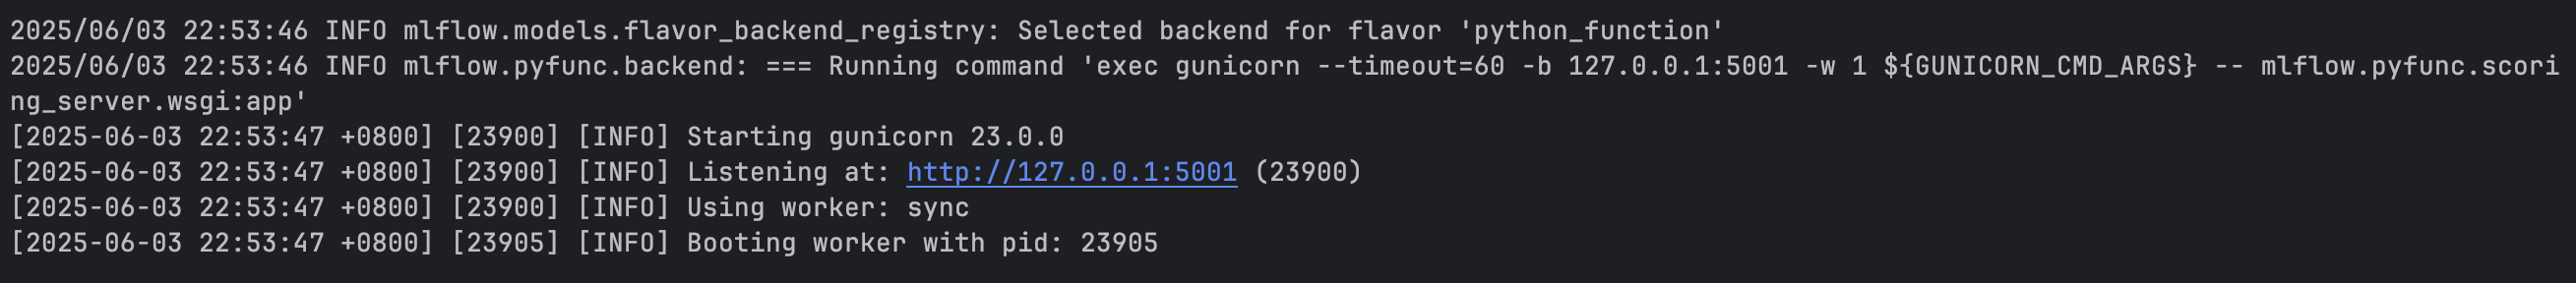 2025/06/03 22:53:46 INFO mlflow.models.flavor_backend_registry: Selected backend for flavor 'python_function'
2025/06/03 22:53:46 INFO mlflow.pyfunc.backend: === Running command 'exec gunicorn --timeout=60 -b 127.0.0.1:5001 -w 1 ${GUNICORN_CMD_ARGS} -- mlflow.pyfunc.scori
ng_server.wsgi:app'
[2025-06-03 22:53:47 +0800] [23900] [INFO] Starting gunicorn 23.0.0
[2025-06-03 22:53:47 +0800] [23900] [INFO] Listening at: http://127.0.0.1:5001 (23900)
[2025-06-03 22:53:47 +0800] [23900] [INFO] Using worker: sync
[2025-06-03 22:53:47 +0800] [23905] [INFO] Booting worker with pid: 23905